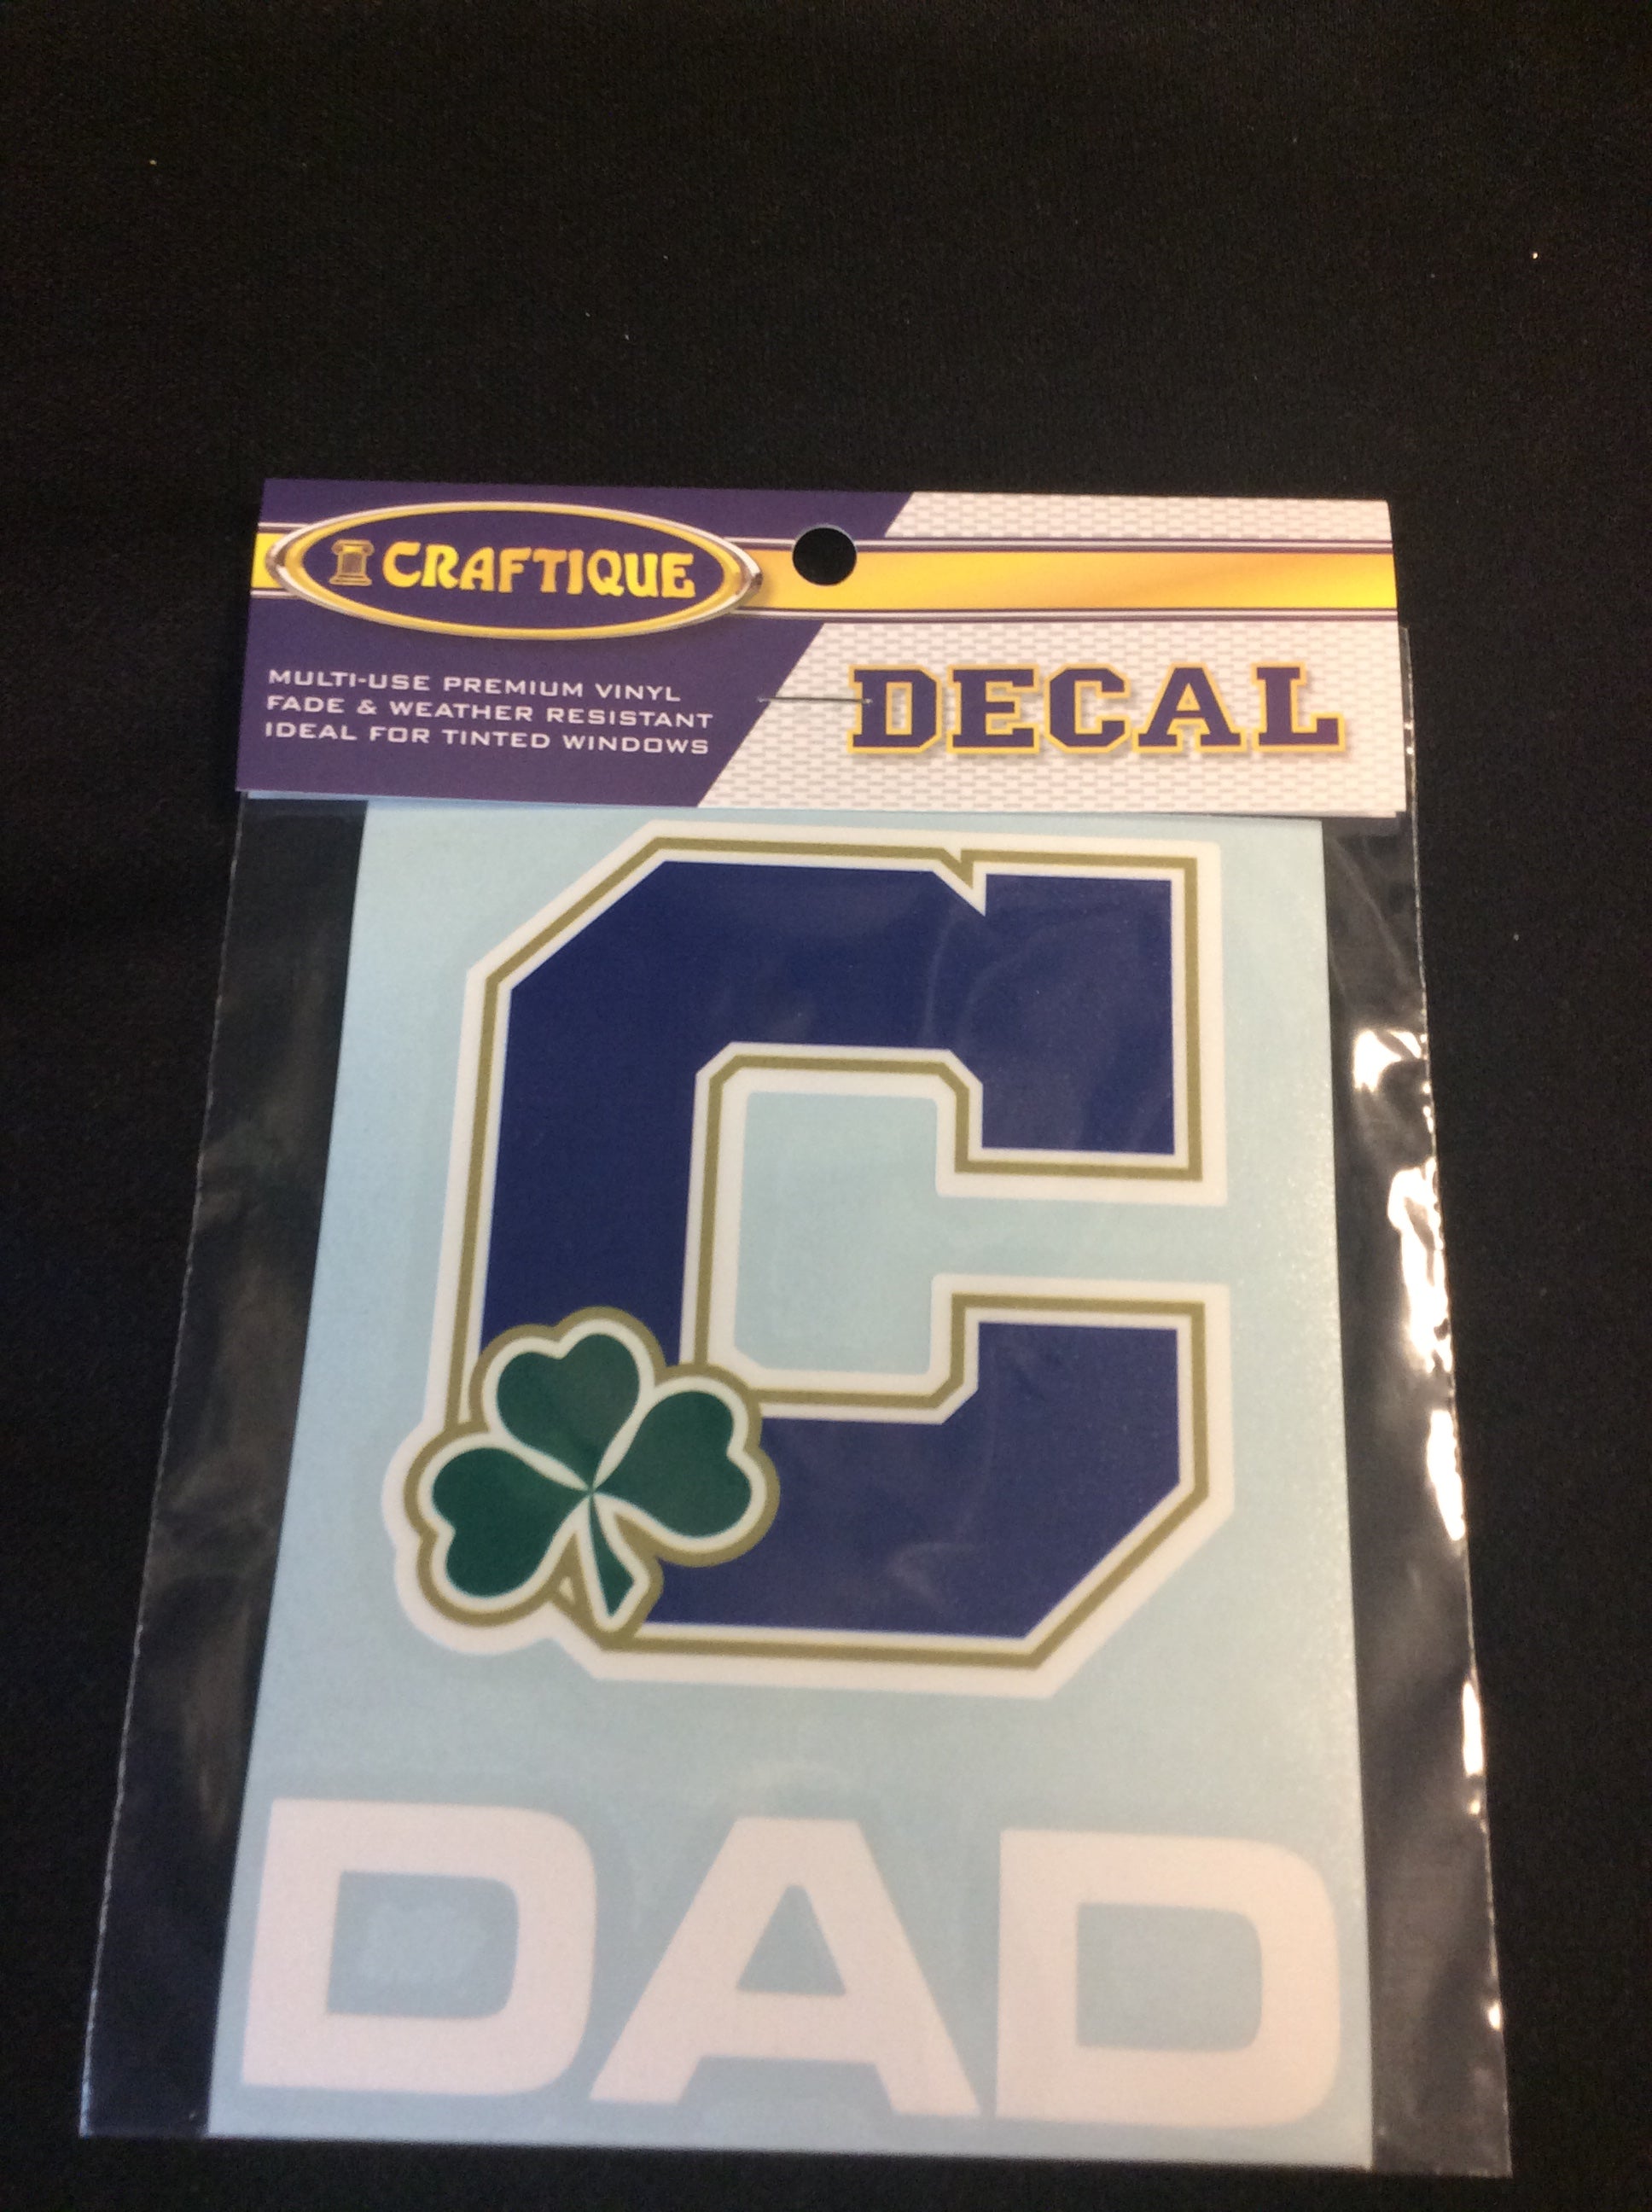 CRAFTIQUE
MULTI-USE PREMIUM VINYL
FADE & WEATHER RESISTANT
IDEAL FOR TINTED WINDOWS
DECAL
C
DAD